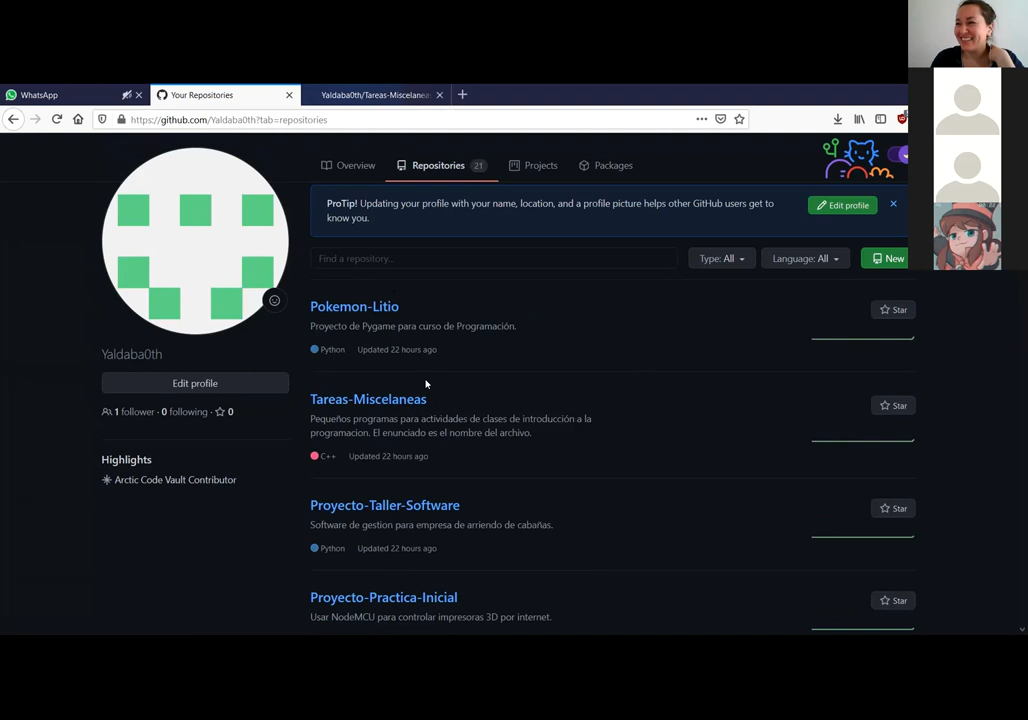 WhatsApp
Your Repositories
Yaldaba0th/Tareas-Miscelaneas
https://github.com/Yaldaba0th?tab=repositories
Overview
Repositories 21
Projects
Packages
ProTip! Updating your profile with your name, location, and a profile picture helps other GitHub users get to
know you.
Edit profile
Find a repository...
Type: All
Language: All
New
Pokemon-Litio
Star
Proyecto de Pygame para curso de Programación.
Python Updated 22 hours ago
Yaldaba0th
Edit profile
1 follower · 0 following · 0
Highlights
Arctic Code Vault Contributor
Tareas-Miscelaneas
Star
Pequeños programas para actividades de clases de introducción a la
programacion. El enunciado es el nombre del archivo.
C++ Updated 22 hours ago
Proyecto-Taller-Software
Star
Software de gestion para empresa de arriendo de cabañas.
Python Updated 22 hours ago
Proyecto-Practica-Inicial
Star
Usar NodeMCU para controlar impresoras 3D por internet.